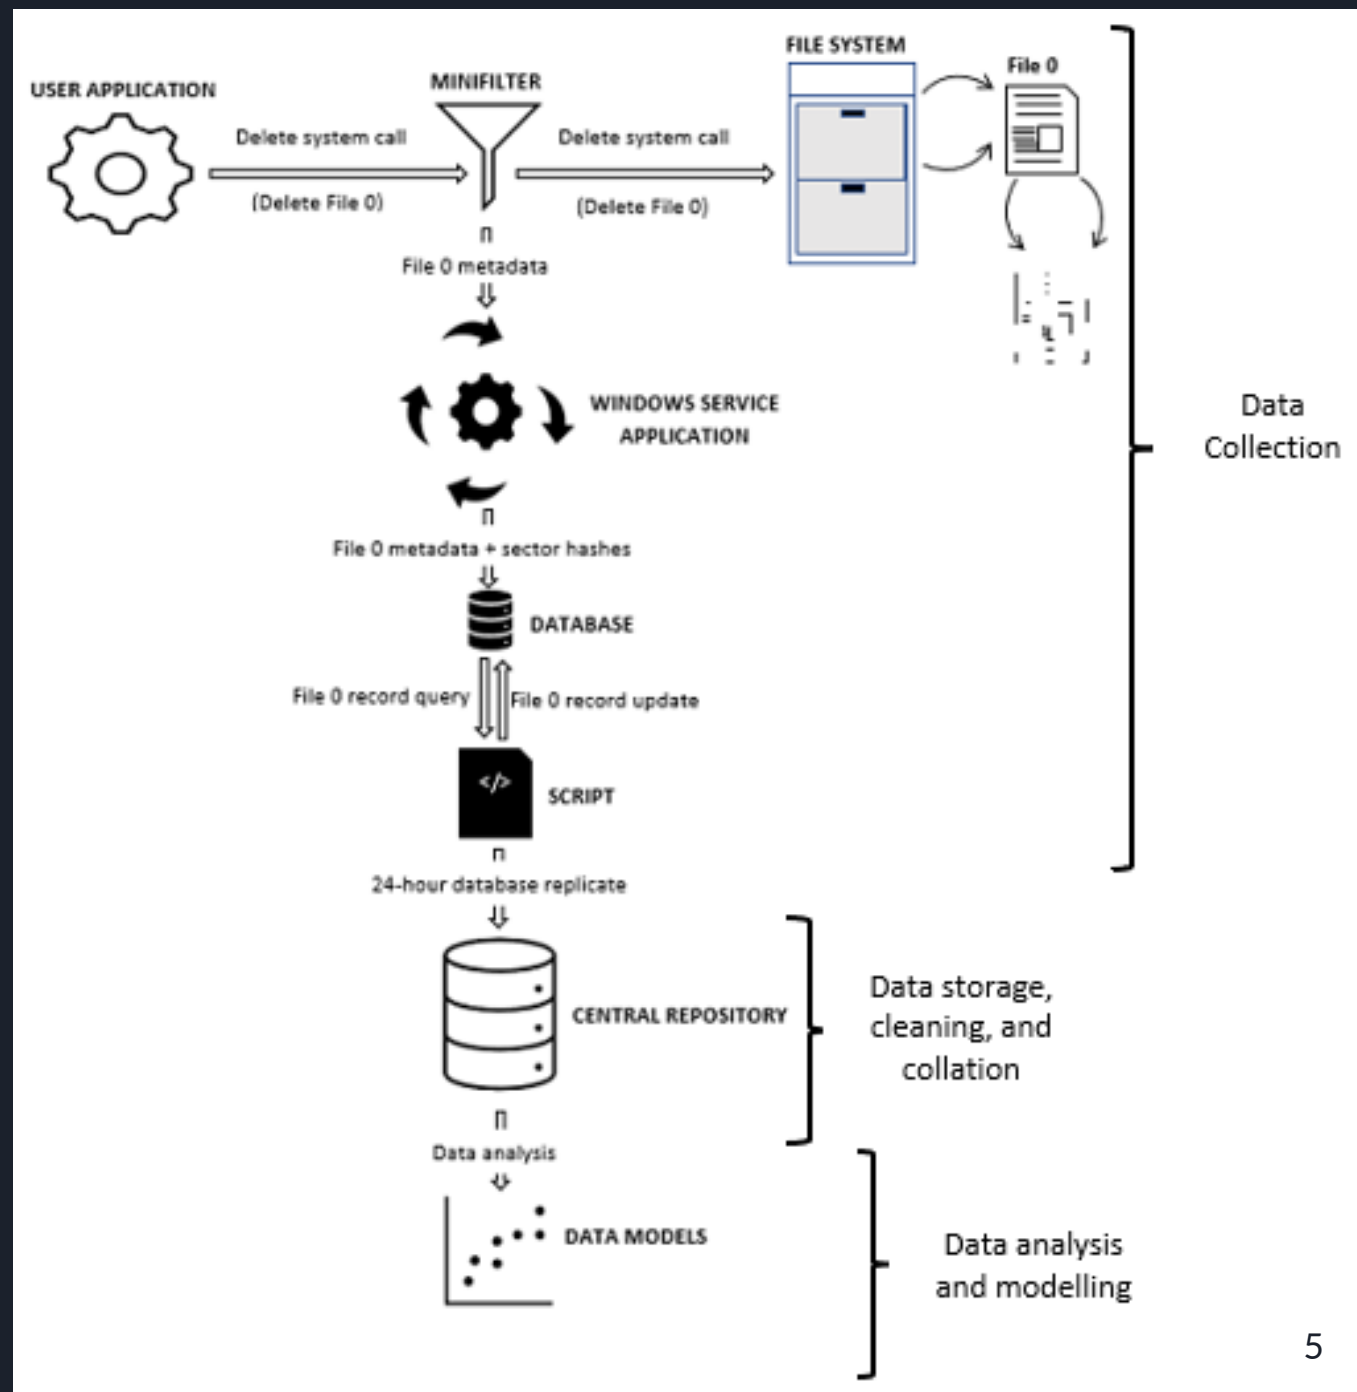 FILE SYSTEM
File 0
MINIFILTER
USER APPLICATION
Delete system call
(Delete File 0)
Delete system call
(Delete File 0)
File 0 metadata
WINDOWS SERVICE
APPLICATION
Data
Collection
File 0 metadata + sector hashes
DATABASE
File 0 record query
File 0 record update
</>
SCRIPT
24-hour database replicate
CENTRAL REPOSITORY
Data storage,
cleaning, and
collation
Data analysis
DATA MODELS
Data analysis
and modelling
5